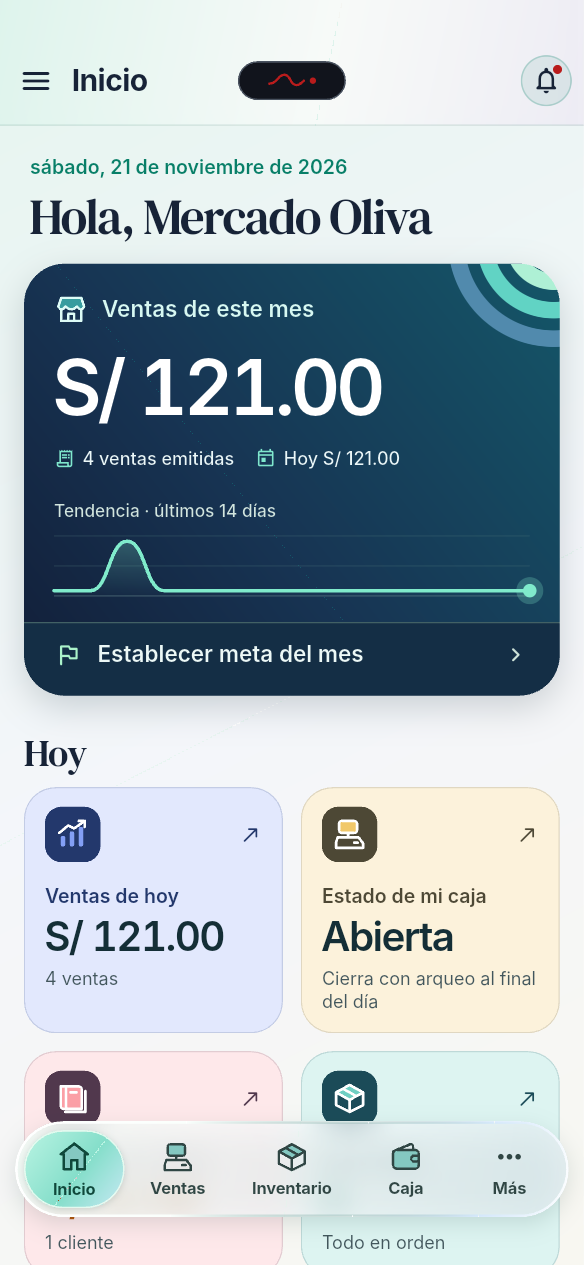 Inicio
sábado, 21 de noviembre de 2026
Hola, Mercado Oliva
Ventas de este mes
S/ 121.00
4 ventas emitidas
Hoy S/ 121.00
Tendencia · últimos 14 días
Establecer meta del mes
Hoy
Ventas de hoy
S/ 121.00
4 ventas
Estado de mi caja
Abierta
Cierra con arqueo al final
del día
1 cliente
Todo en orden
Inicio
Ventas
Inventario
Caja
Más